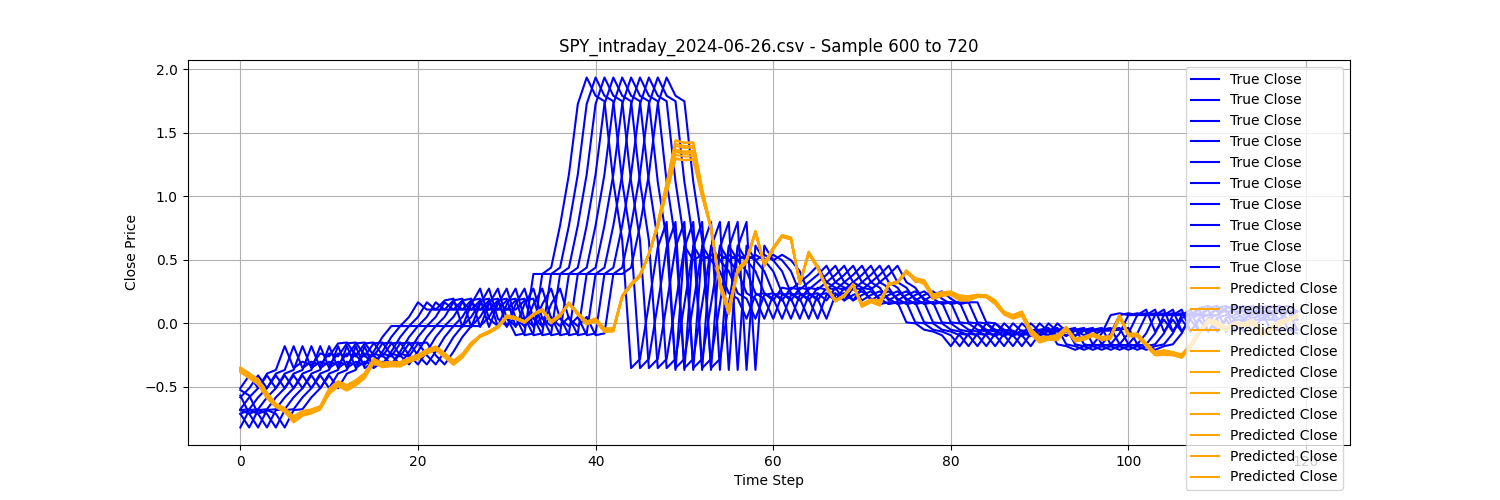 SPY_intraday_2024-06-26.csv - Sample 600 to 720
2.0
1.5
1.0
0.5
0.0
−0.5
Close Price
0
20
40
60
80
100
120
Time Step
True Close
True Close
True Close
True Close
True Close
True Close
True Close
True Close
True Close
True Close
Predicted Close
Predicted Close
Predicted Close
Predicted Close
Predicted Close
Predicted Close
Predicted Close
Predicted Close
Predicted Close
Predicted Close